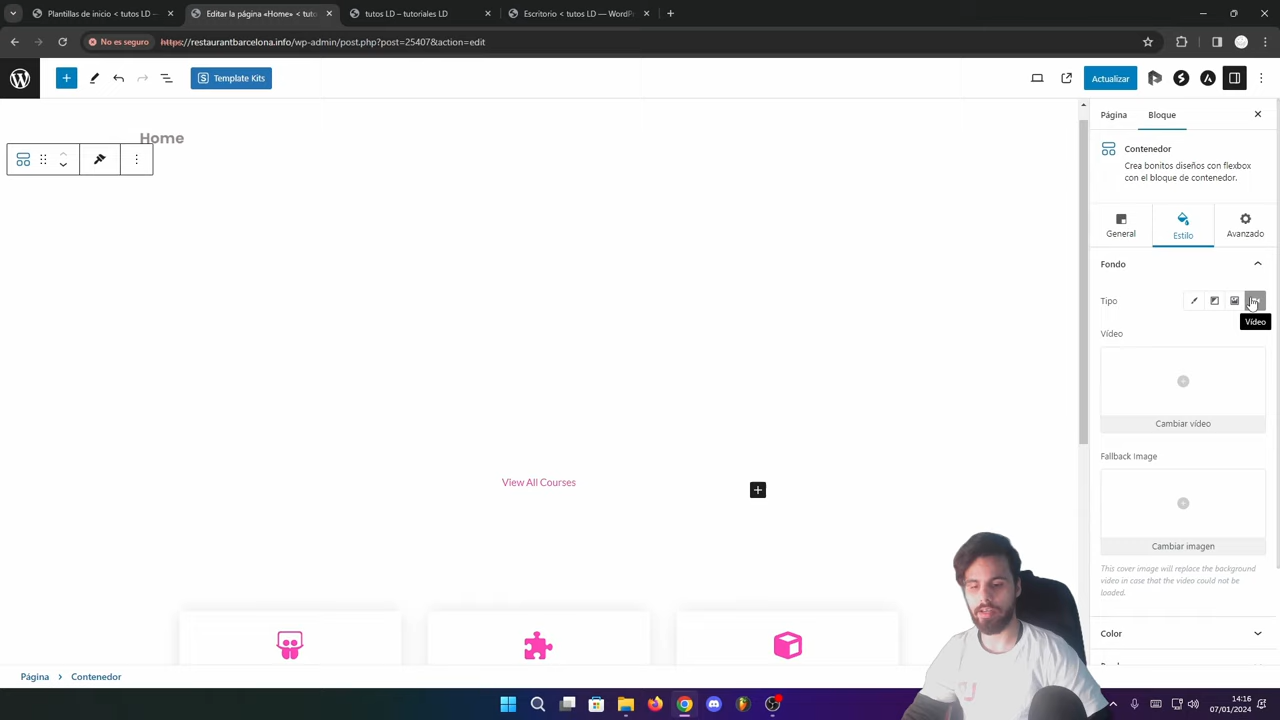 Plantillas de inicio < tutos LD —
Editar la página «Home» < tuto
tutos LD – tutoriales LD
Escritorio < tutos LD — WordPr
No es seguro
https://restaurantbarcelona.info/wp-admin/post.php?post=25407&action=edit
Template Kits
Actualizar
Home
Página
Bloque
Contenedor
Crea bonitos diseños con flexbox
con el bloque de contenedor.
General
Estilo
Avanzado
Fondo
Tipo
Vídeo
Vídeo
Cambiar vídeo
Fallback Image
Cambiar imagen
This cover image will replace the background
video in case that the video could not be
loaded.
Color
View All Courses
Página > Contenedor
14:16
07/01/2024